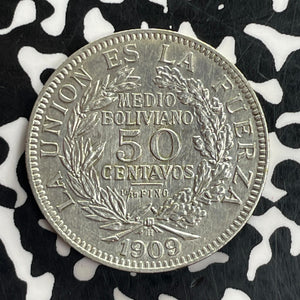 LA UNION ES LA FUERZA
MEDIO
BOLIVIANO
50
CENTAVOS
1909